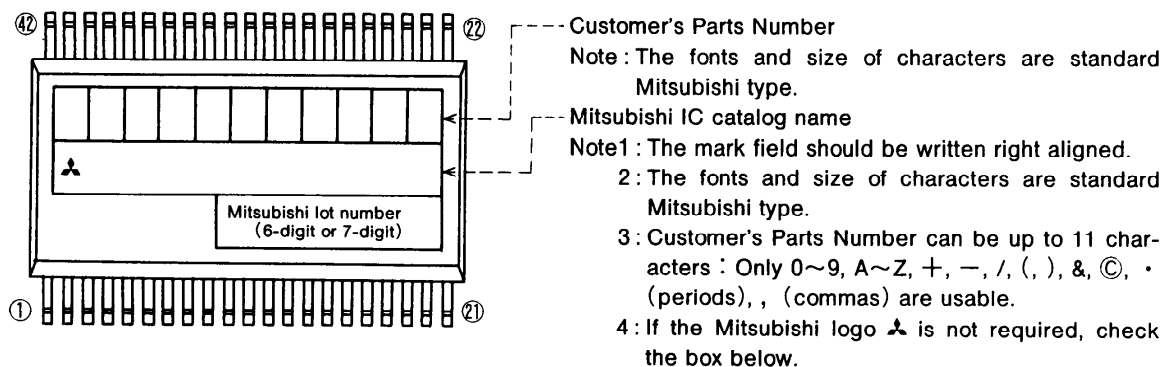 ㊷ ㉒
Mitsubishi lot number
(6-digit or 7-digit)
① ㉑
Customer's Parts Number
Note : The fonts and size of characters are standard
Mitsubishi type.
Mitsubishi IC catalog name
Note1 : The mark field should be written right aligned.
2 : The fonts and size of characters are standard
Mitsubishi type.
3 : Customer's Parts Number can be up to 11 char-
acters : Only 0~9, A~Z, +, −, /, (, ), &, Ⓒ, ·
(periods), , (commas) are usable.
4 : If the Mitsubishi logo is not required, check
the box below.